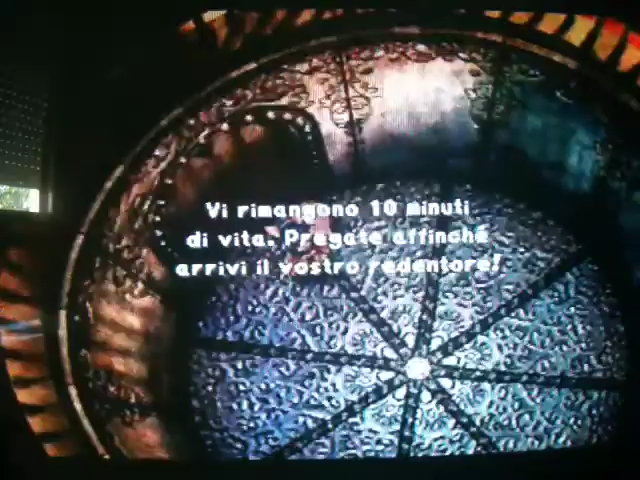 Vi rimangono 10 minuti
di vita. Pregate affinché
arrivi il vostro redentore!